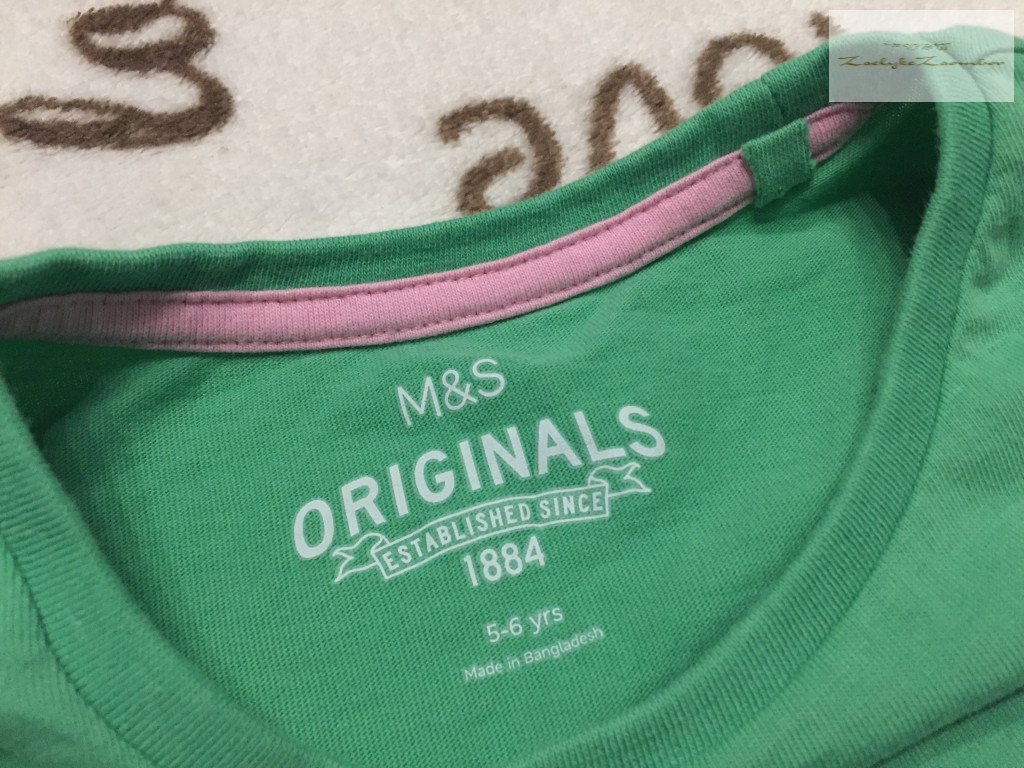 M&S
ORIGINALS
ESTABLISHED SINCE
1884
5-6 yrs
Made in Bangladesh